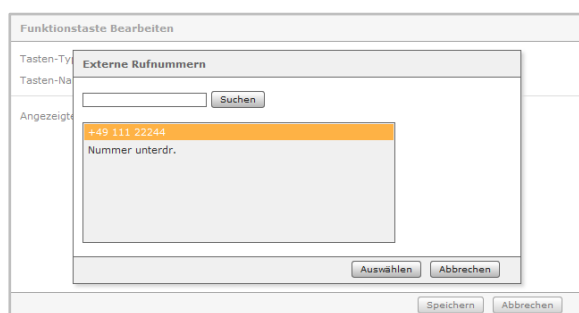 Funktionstaste Bearbeiten
Tasten-Typ
Externe Rufnummern
Tasten-Na
Suchen
Angezeigte
+49 111 22244
Nummer unterdr.
Auswählen Abbrechen
Speichern Abbrechen